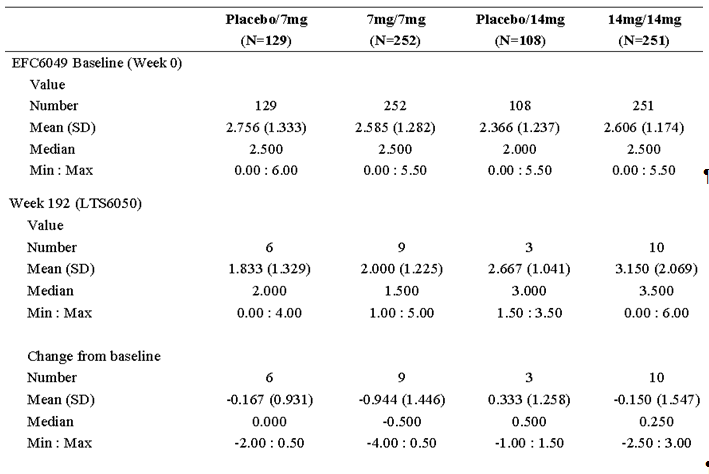 Placebo/7mg 7mg/7mg Placebo/14mg 14mg/14mg
(N=129) (N=252) (N=108) (N=251)
EFC6049 Baseline (Week 0)
Value
Number 129 252 108 251
Mean (SD) 2.756 (1.333) 2.585 (1.282) 2.366 (1.237) 2.606 (1.174)
Median 2.500 2.500 2.000 2.500
Min : Max 0.00 : 6.00 0.00 : 5.50 0.00 : 5.50 0.00 : 5.50
Week 192 (LTS6050)
Value
Number 6 9 3 10
Mean (SD) 1.833 (1.329) 2.000 (1.225) 2.667 (1.041) 3.150 (2.069)
Median 2.000 1.500 3.000 3.500
Min : Max 0.00 : 4.00 1.00 : 5.00 1.50 : 3.50 0.00 : 6.00
Change from baseline
Number 6 9 3 10
Mean (SD) -0.167 (0.931) -0.944 (1.446) 0.333 (1.258) -0.150 (1.547)
Median 0.000 -0.500 0.500 0.250
Min : Max -2.00 : 0.50 -4.00 : 0.50 -1.00 : 1.50 -2.50 : 3.00